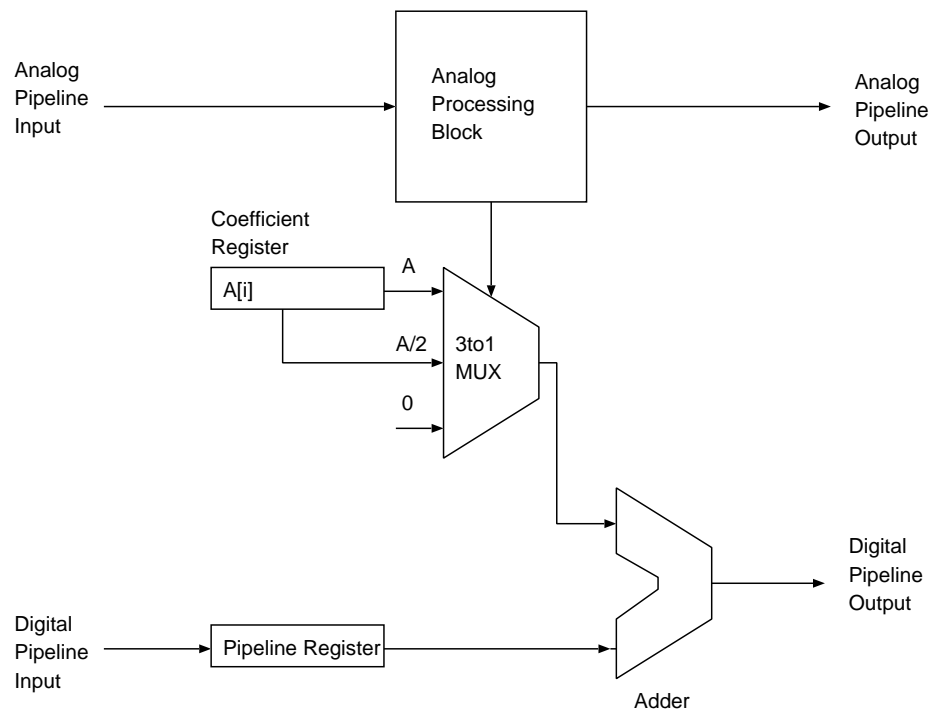 Analog
Pipeline
Input
Analog
Processing
Block
Analog
Pipeline
Output
Coefficient
Register
A[i]
A
A/2
0
3to1
MUX
Digital
Pipeline
Output
Digital
Pipeline
Input
Pipeline Register
Adder